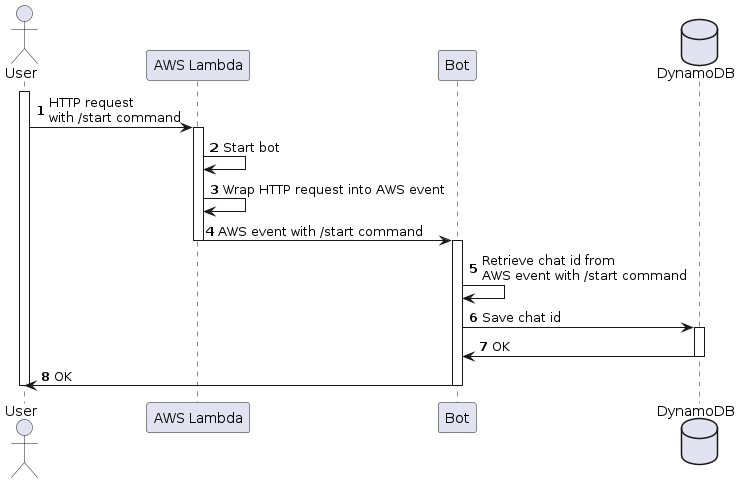 User
AWS Lambda
Bot
DynamoDB
1 HTTP request
with /start command
2 Start bot
3 Wrap HTTP request into AWS event
4 AWS event with /start command
5 Retrieve chat id from
AWS event with /start command
6 Save chat id
7 OK
8 OK
User
AWS Lambda
Bot
DynamoDB